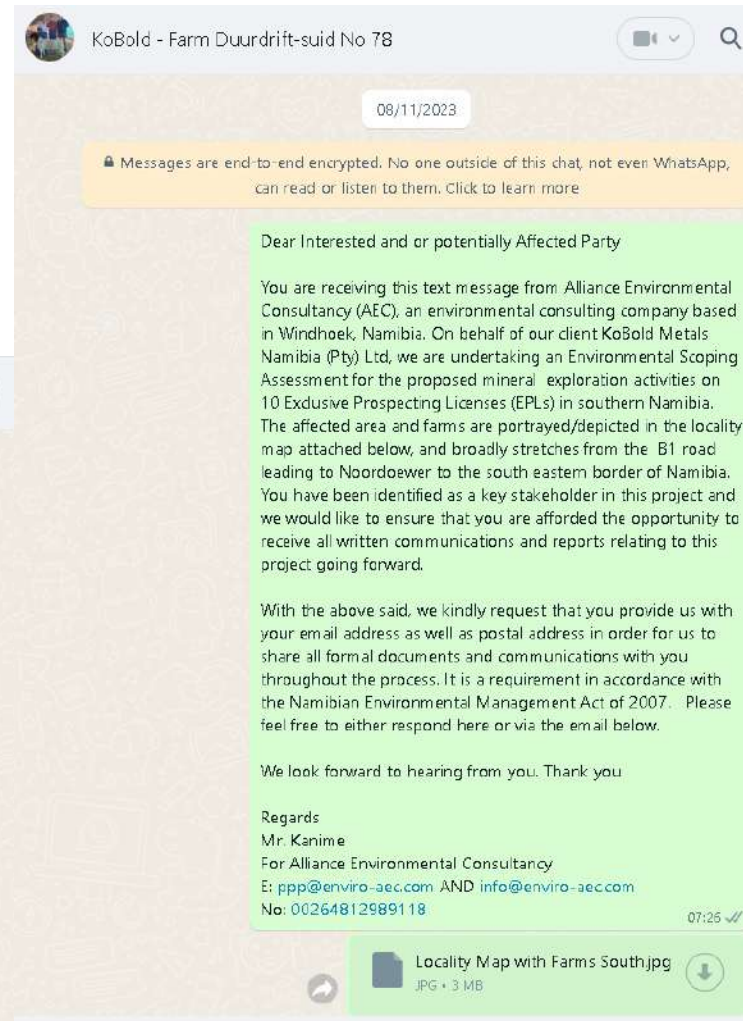 KoBold - Farm Duurdrift-suid No 78
08/11/2023
Messages are end-to-end encrypted. No one outside of this chat, not even WhatsApp,
can read or listen to them. Click to learn more
Dear Interested and or potentially Affected Party
You are receiving this text message from Alliance Environmental
Consultancy (AEC), an environmental consulting company based
in Windhoek, Namibia. On behalf of our client KoBold Metals
Namibia (Pty) Ltd, we are undertaking an Environmental Scoping
Assessment for the proposed mineral exploration activities on
10 Exclusive Prospecting Licenses (EPLs) in southern Namibia.
The affected area and farms are portrayed/depicted in the locality
map attached below, and broadly stretches from the B1 road
leading to Noordoewer to the south eastern border of Namibia.
You have been identified as a key stakeholder in this project and
we would like to ensure that you are afforded the opportunity to
receive all written communications and reports relating to this
project going forward.
With the above said, we kindly request that you provide us with
your email address as well as postal address in order for us to
share all formal documents and communications with you
throughout the process. It is a requirement in accordance with
the Namibian Environmental Management Act of 2007. Please
feel free to either respond here or via the email below.
We look forward to hearing from you. Thank you
Regards
Mr. Kanime
For Alliance Environmental Consultancy
E: ppp@enviro-aec.com AND info@enviro-aec.com
No: 00264812989118
07:26
Locality Map with Farms South.jpg
JPG • 3 MB